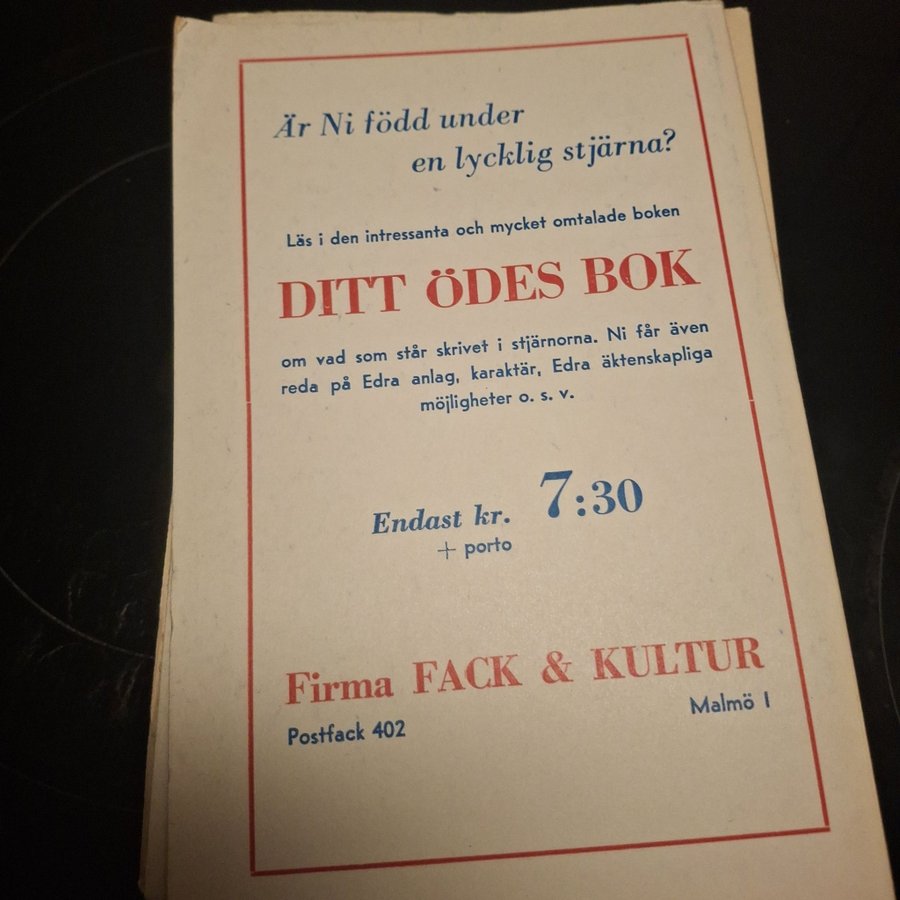 Är Ni född under
en lycklig stjärna?
Läs i den intressanta och mycket omtalade boken
DITT ÖDES BOK
om vad som står skrivet i stjärnorna. Ni får även
reda på Edra anlag, karaktär, Edra äktenskapliga
möjligheter o. s. v.
Endast kr. 7:30
+ porto
Firma FACK & KULTUR
Postfack 402 Malmö 1